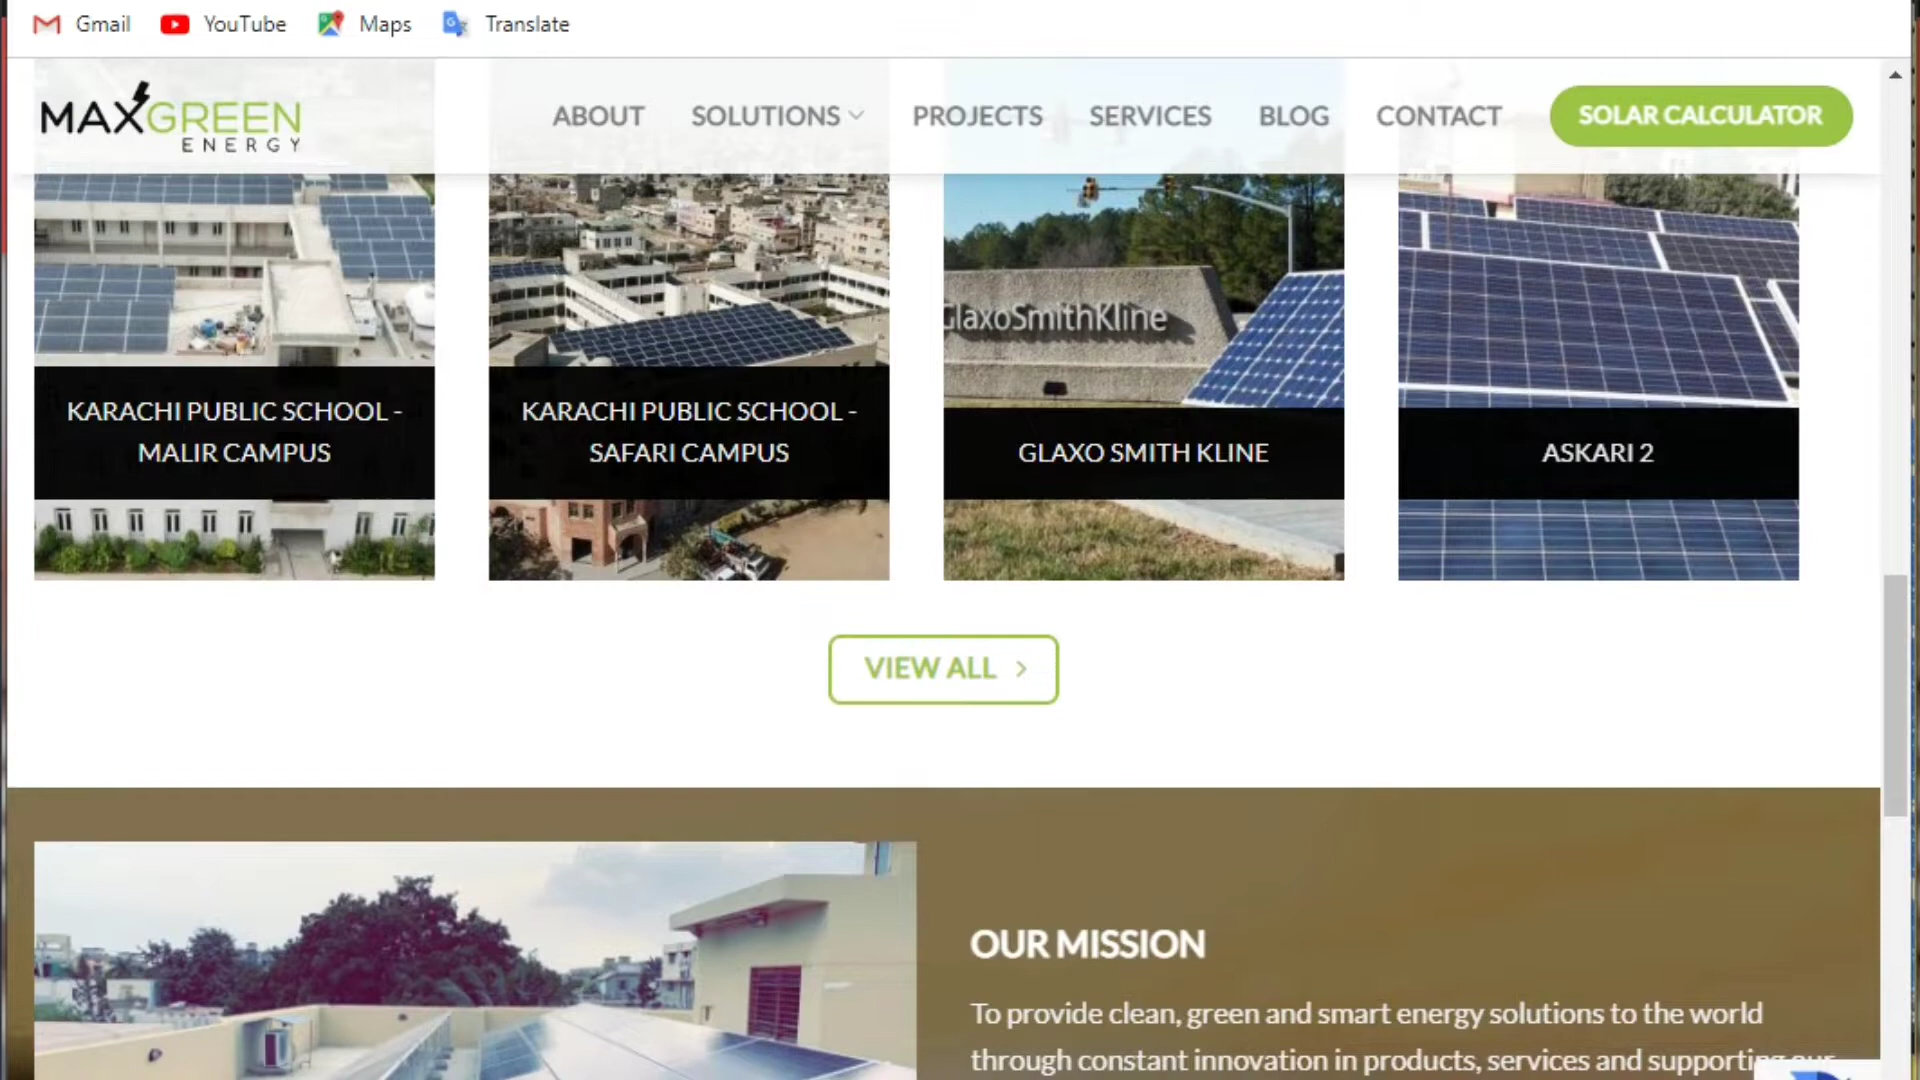 Gmail YouTube Maps Translate
MAXGREEN
ENERGY
ABOUT SOLUTIONS PROJECTS SERVICES BLOG CONTACT SOLAR CALCULATOR
GlaxoSmithKline
KARACHI PUBLIC SCHOOL -
MALIR CAMPUS
KARACHI PUBLIC SCHOOL -
SAFARI CAMPUS
GLAXO SMITH KLINE
ASKARI 2
VIEW ALL
OUR MISSION
To provide clean, green and smart energy solutions to the world
through constant innovation in products, services and supporting our